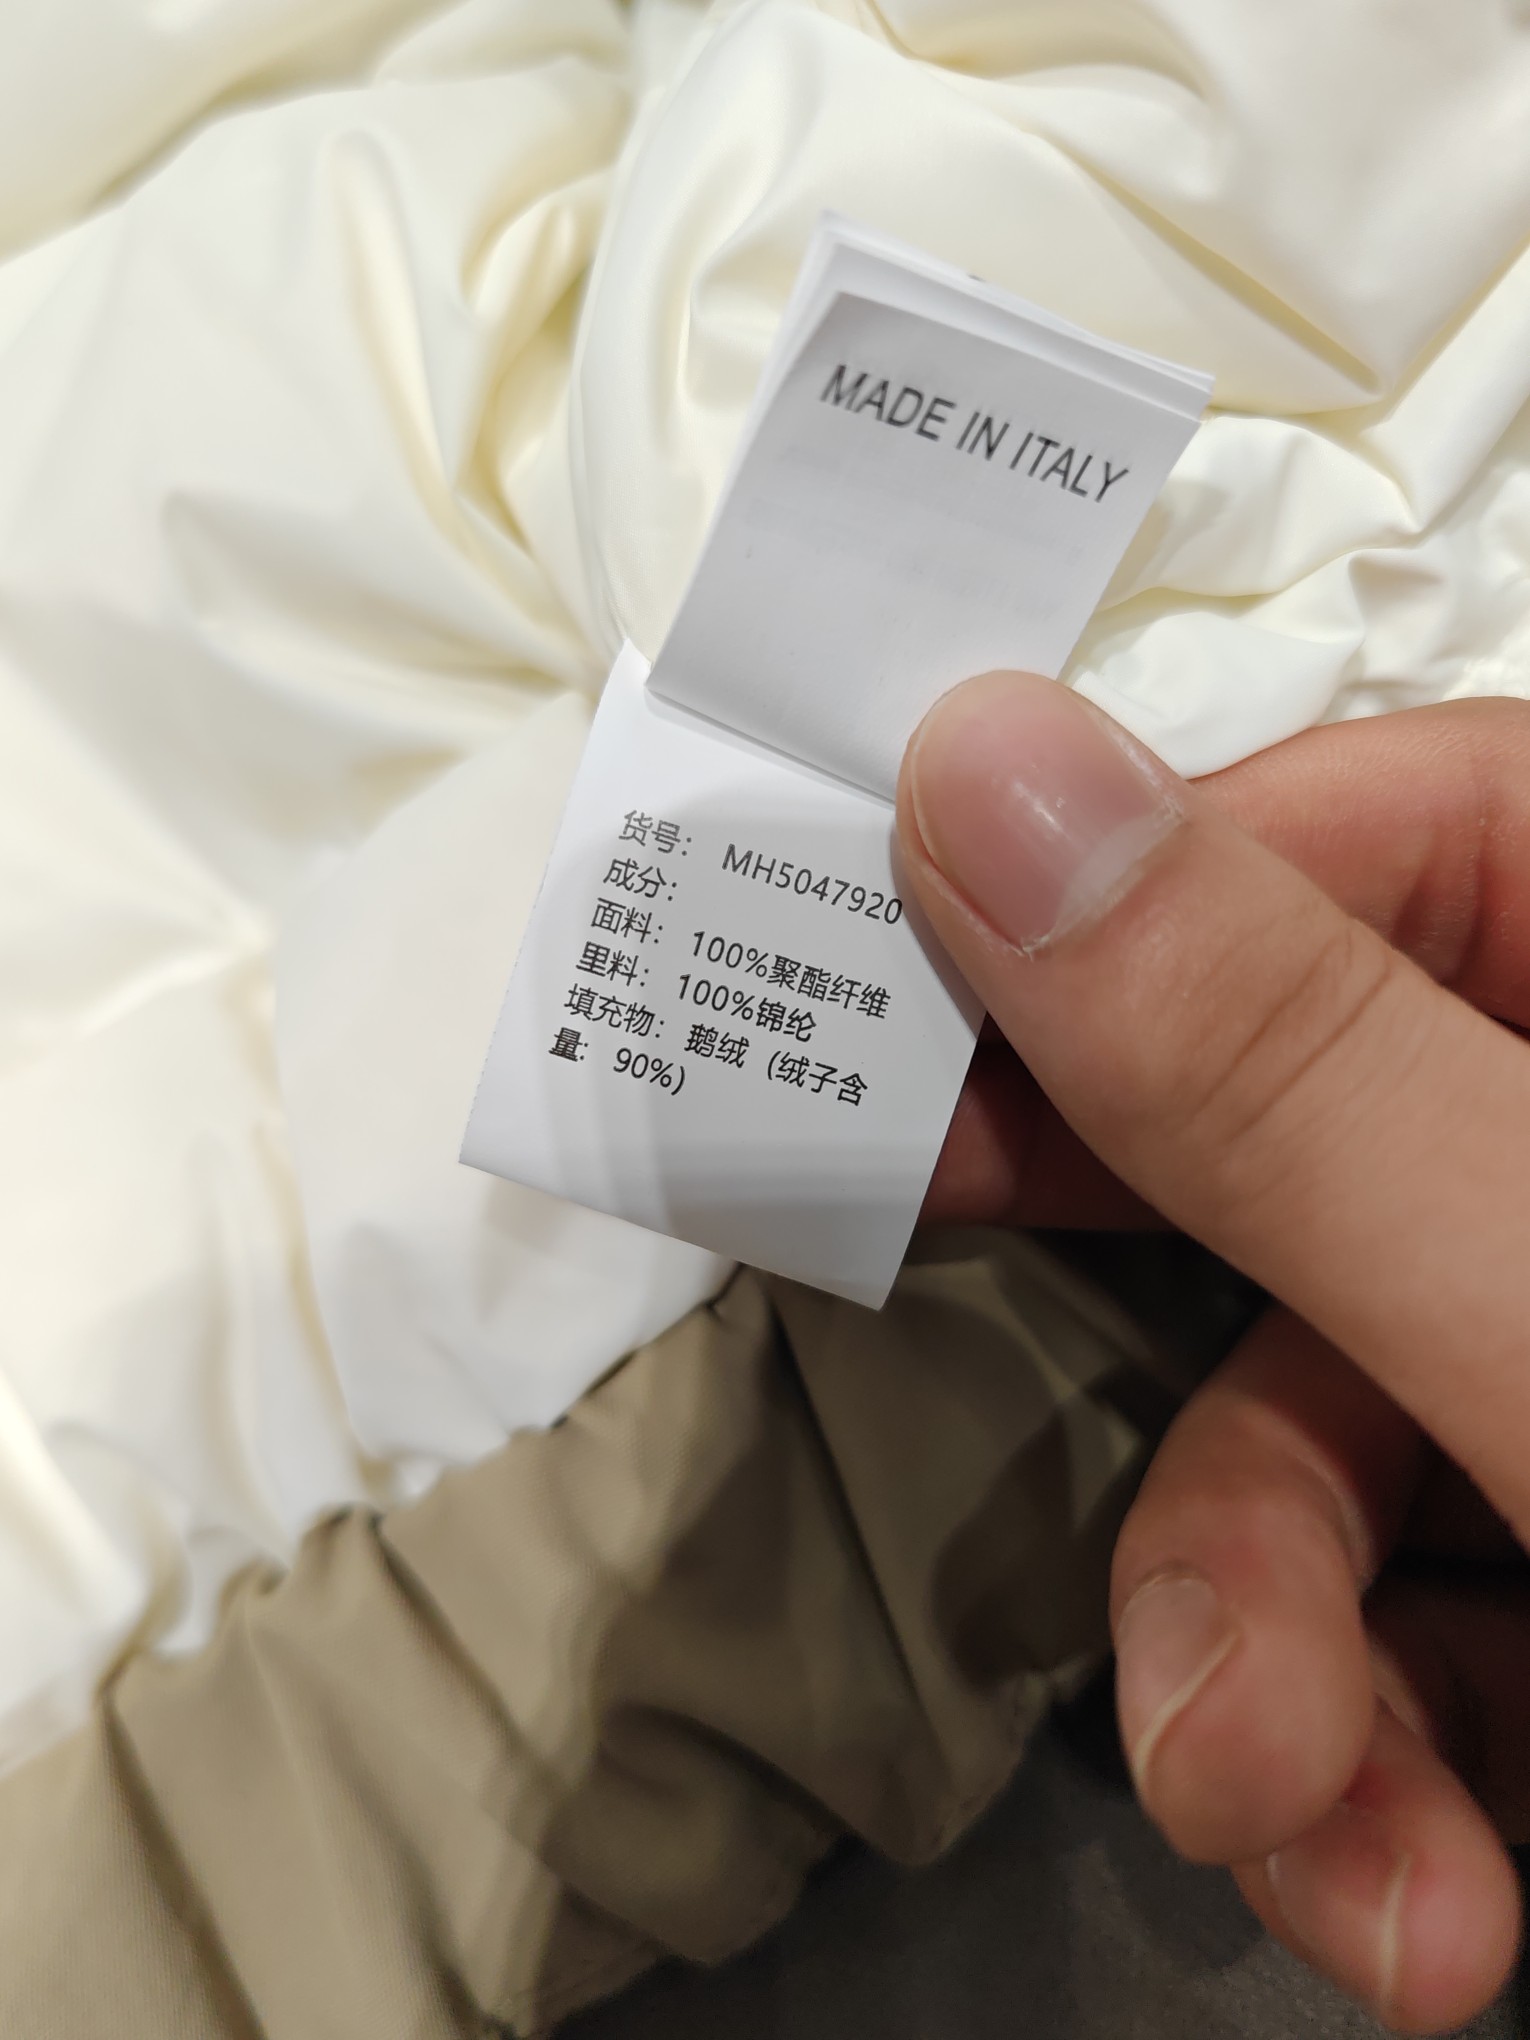 MADE IN ITALY
货号： MH5047920
成分：
面料： 100%聚酯纤维
里料： 100%锦纶
填充物： 鹅绒（绒子含
量： 90%）